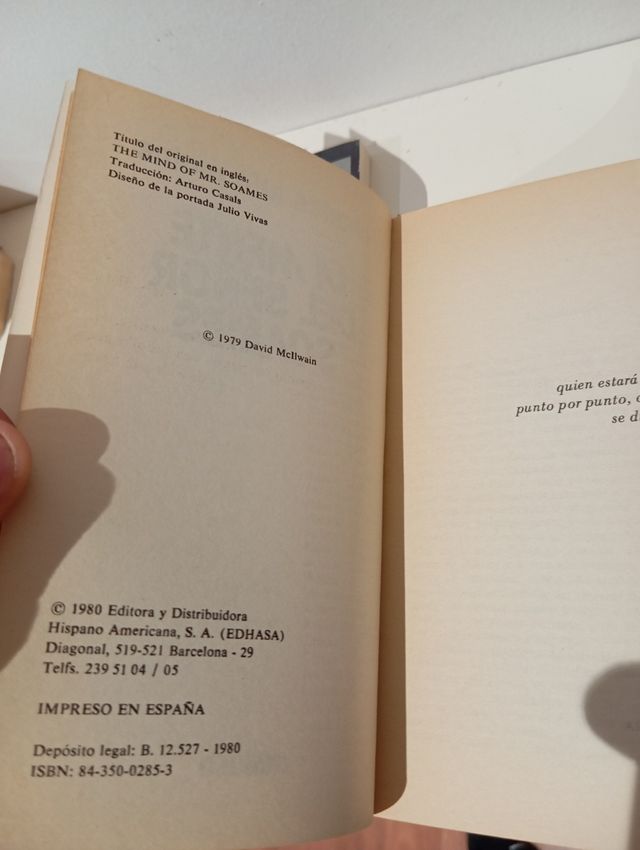 Título del original en inglés:
THE MIND OF MR. SOAMES
Traducción: Arturo Casals
Diseño de la portada Julio Vivas
© 1979 David McIlwain
© 1980 Editora y Distribuidora
Hispano Americana, S. A. (EDHASA)
Diagonal, 519-521 Barcelona - 29
Telfs. 239 51 04 / 05
IMPRESO EN ESPAÑA
Depósito legal: B. 12.527 - 1980
ISBN: 84-350-0285-3
quien estará
punto por punto,
se